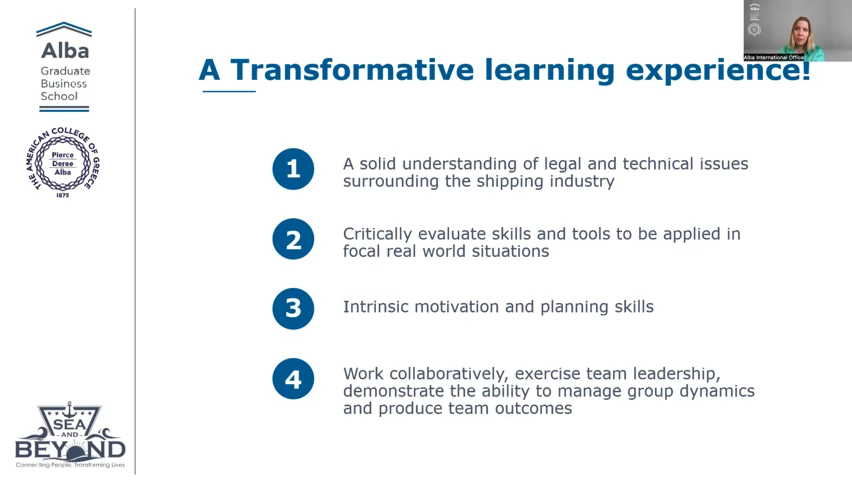 Alba
Graduate
Business
School
THE AMERICAN COLLEGE OF GREECE
Pierce
Deree
Alba
1875
SEA
AND
BEYOND
Connecting People, Transforming Lives
A Transformative learning experience!
1
A solid understanding of legal and technical issues
surrounding the shipping industry
2
Critically evaluate skills and tools to be applied in
focal real world situations
3
Intrinsic motivation and planning skills
4
Work collaboratively, exercise team leadership,
demonstrate the ability to manage group dynamics
and produce team outcomes
Alba International Office